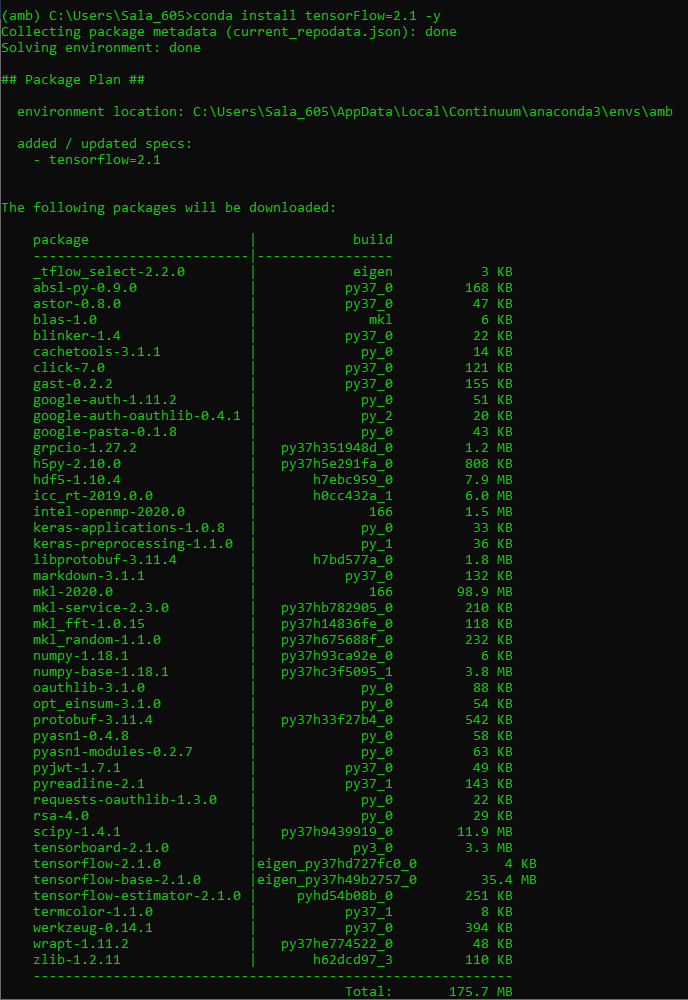 (amb) C:\Users\Sala_605>conda install tensorFlow=2.1 -y
Collecting package metadata (current_repodata.json): done
Solving environment: done
## Package Plan ##
  environment location: C:\Users\Sala_605\AppData\Local\Continuum\anaconda3\envs\amb
  added / updated specs:
    - tensorflow=2.1
The following packages will be downloaded:
    package                    |            build
    ---------------------------|-----------------
    _tflow_select-2.2.0        |            eigen           3 KB
    absl-py-0.9.0              |           py37_0         168 KB
    astor-0.8.0                |           py37_0          47 KB
    blas-1.0                   |              mkl           6 KB
    blinker-1.4                |           py37_0          22 KB
    cachetools-3.1.1           |             py_0          14 KB
    click-7.0                  |           py37_0         121 KB
    gast-0.2.2                 |           py37_0         155 KB
    google-auth-1.11.2         |             py_0          51 KB
    google-auth-oauthlib-0.4.1 |             py_2          20 KB
    google-pasta-0.1.8         |             py_0          43 KB
    grpcio-1.27.2              |   py37h351948d_0         1.2 MB
    h5py-2.10.0                |   py37h5e291fa_0         808 KB
    hdf5-1.10.4                |       h7ebc959_0         7.9 MB
    icc_rt-2019.0.0            |       h0cc432a_1         6.0 MB
    intel-openmp-2020.0        |              166         1.5 MB
    keras-applications-1.0.8   |             py_0          33 KB
    keras-preprocessing-1.1.0  |             py_1          36 KB
    libprotobuf-3.11.4         |       h7bd577a_0         1.8 MB
    markdown-3.1.1             |           py37_0         132 KB
    mkl-2020.0                 |              166        98.9 MB
    mkl-service-2.3.0          |   py37hb782905_0         210 KB
    mkl_fft-1.0.15             |   py37h14836fe_0         118 KB
    mkl_random-1.1.0           |   py37h675688f_0         232 KB
    numpy-1.18.1               |   py37h93ca92e_0           6 KB
    numpy-base-1.18.1          |   py37hc3f5095_1         3.8 MB
    oauthlib-3.1.0             |             py_0          88 KB
    opt_einsum-3.1.0           |             py_0          54 KB
    protobuf-3.11.4            |   py37h33f27b4_0         542 KB
    pyasn1-0.4.8               |             py_0          58 KB
    pyasn1-modules-0.2.7       |             py_0          63 KB
    pyjwt-1.7.1                |           py37_0          49 KB
    pyreadline-2.1             |           py37_1         143 KB
    requests-oauthlib-1.3.0    |             py_0          22 KB
    rsa-4.0                    |             py_0          29 KB
    scipy-1.4.1                |   py37h9439919_0        11.9 MB
    tensorboard-2.1.0          |            py3_0         3.3 MB
    tensorflow-2.1.0           |eigen_py37hd727fc0_0           4 KB
    tensorflow-base-2.1.0      |eigen_py37h49b2757_0        35.4 MB
    tensorflow-estimator-2.1.0 |     pyhd54b08b_0         251 KB
    termcolor-1.1.0            |           py37_1           8 KB
    werkzeug-0.14.1            |           py37_0         394 KB
    wrapt-1.11.2               |   py37he774522_0          48 KB
    zlib-1.2.11                |       h62dcd97_3         110 KB
    ------------------------------------------------------------
                                           Total:       175.7 MB